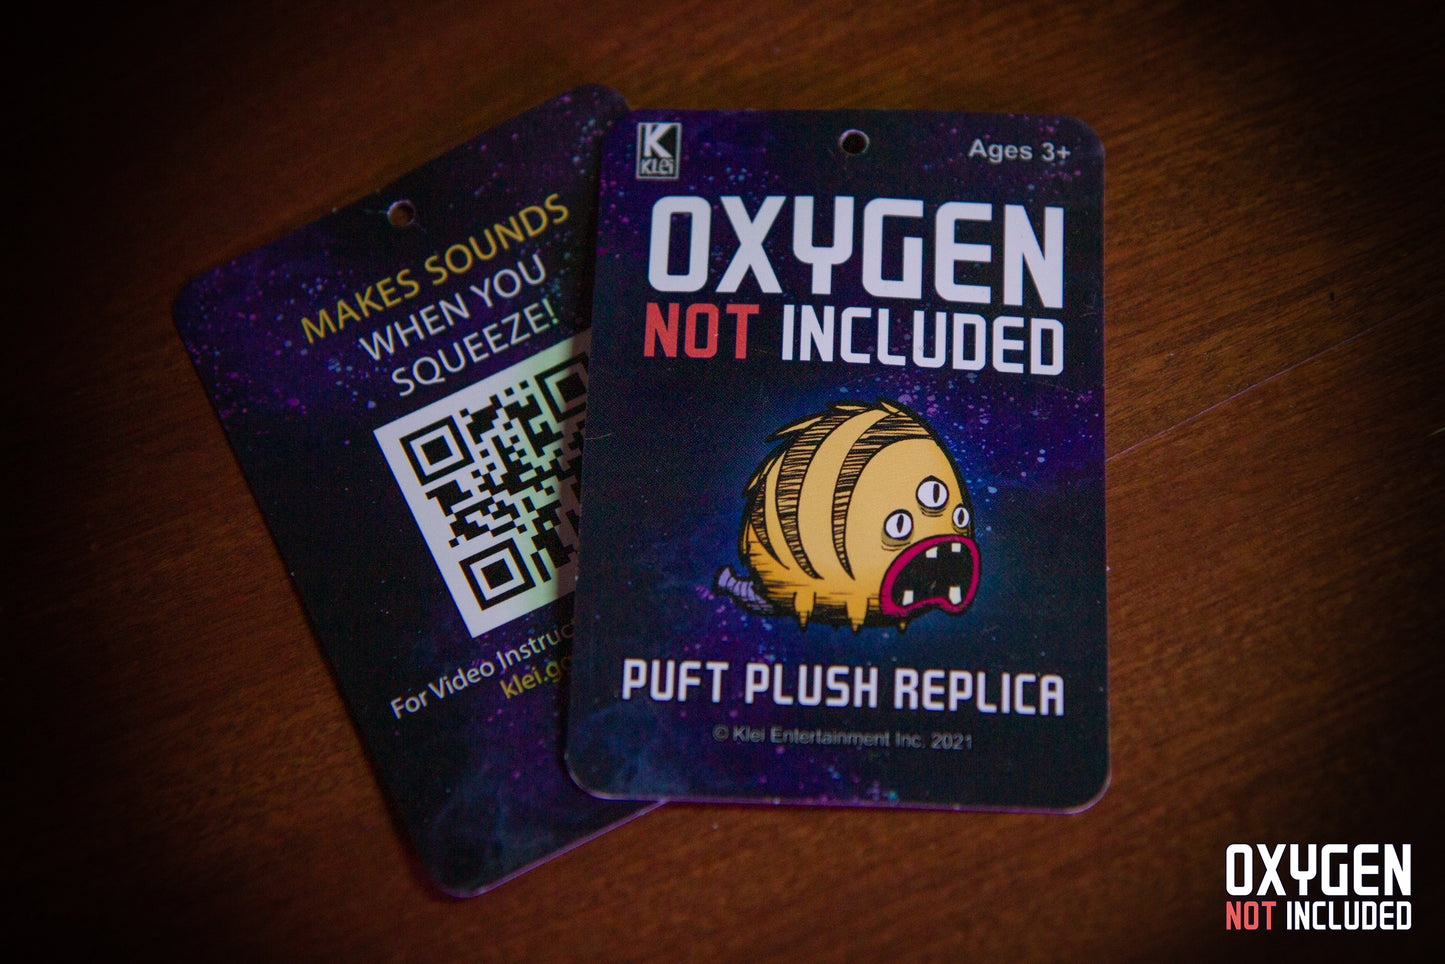 MAKES SOUNDS
WHEN YOU
SQUEEZE!
For Video
klei.
K
Klei
Ages 3+
OXYGEN
NOT INCLUDED
PUFT PLUSH REPLICA
© Klei Entertainment Inc. 2021
OXYGEN
NOT INCLUDED